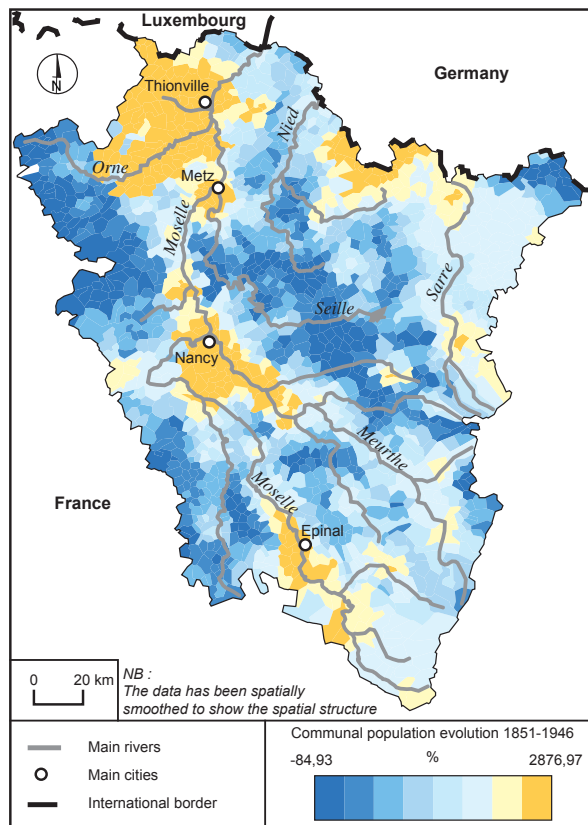 Luxembourg
Germany
N
Thionville
Nied
Orne
Metz
Moselle
Sarre
Seille
Nancy
Meurthe
Moselle
France
Epinal
0 20 km
NB :
The data has been spatially
smoothed to show the spatial structure
Main rivers
Main cities
International border
Communal population evolution 1851-1946
-84,93 % 2876,97